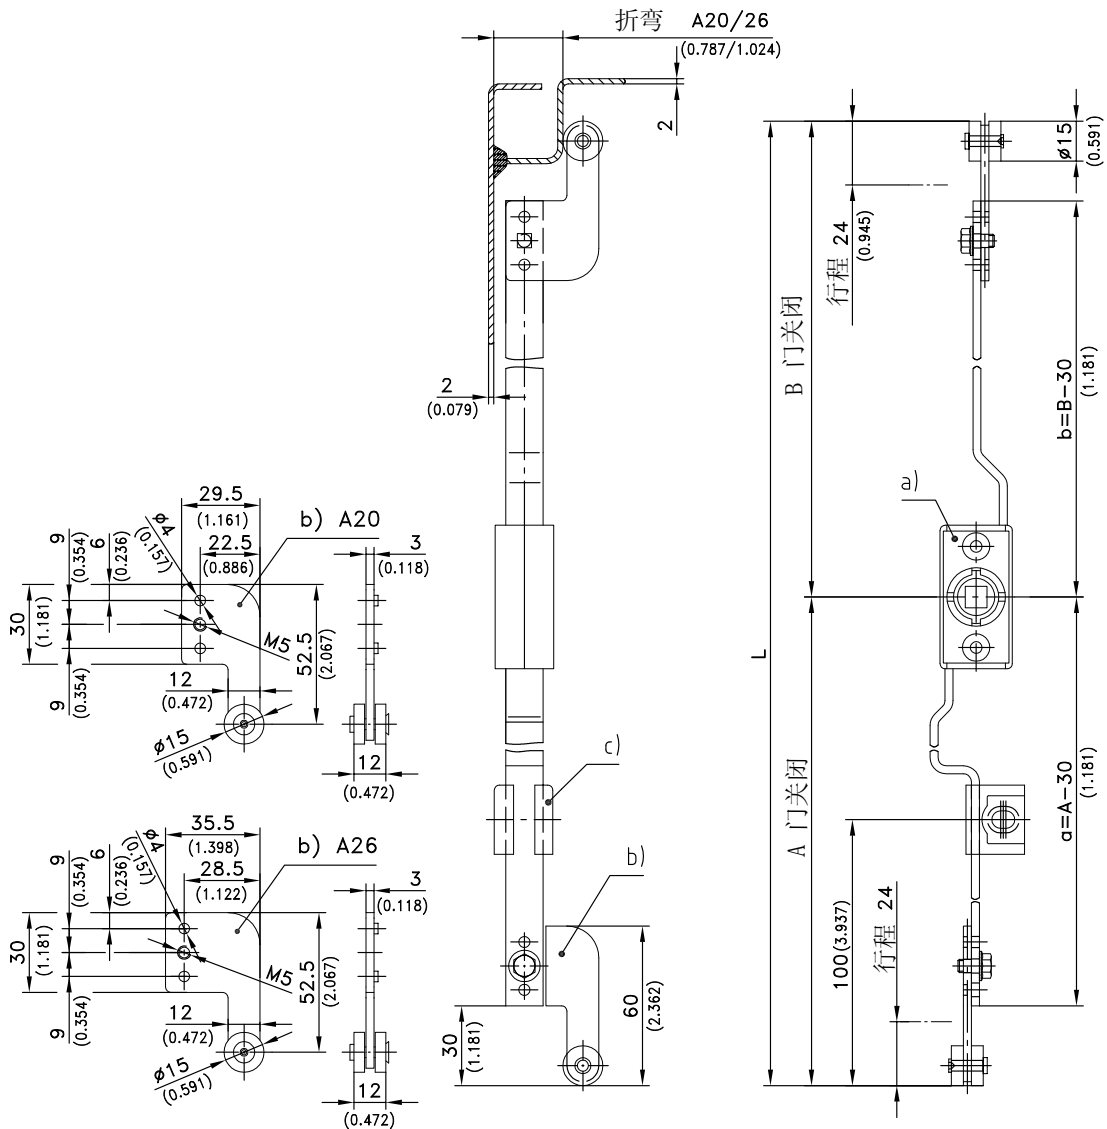 折弯 A20/26
(0.787/1.024)
2
2
(0.079)
L
B 门关闭
行程 24
(0.945)
ø15
(0.591)
b=B-30
(1.181)
a)
A 门关闭
a=A-30
(1.181)
100(3.937)
行程 24
c)
b)
60
(2.362)
30
(1.181)
29.5
(1.161)
b) A20
ø4
(0.157)
22.5
(0.886)
3
(0.118)
9
(0.354)
6
(0.236)
30
(1.181)
M5
52.5
(2.067)
9
(0.354)
12
(0.472)
ø15
(0.591)
12
(0.472)
35.5
(1.398)
b) A26
ø4
(0.157)
28.5
(1.122)
3
(0.118)
9
(0.354)
6
(0.236)
30
(1.181)
M5
52.5
(2.067)
9
(0.354)
12
(0.472)
ø15
(0.591)
12
(0.472)